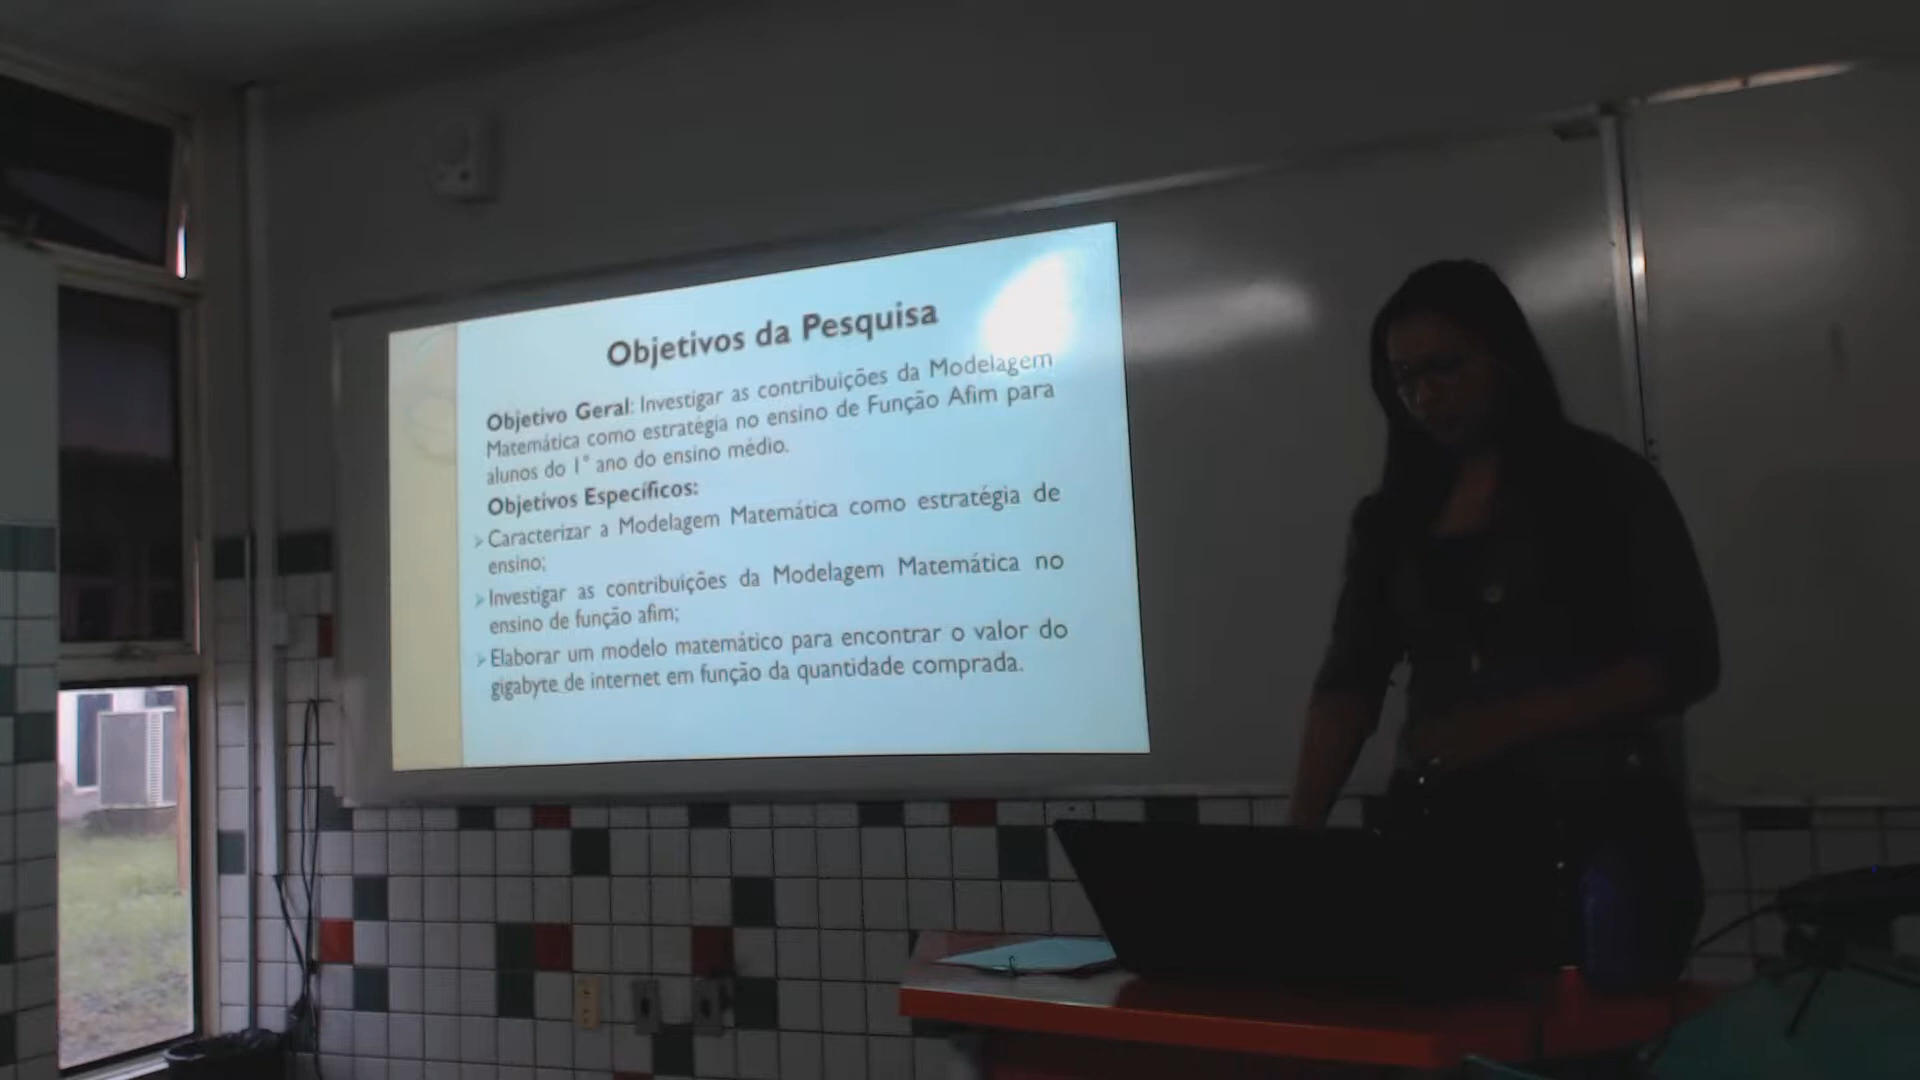 Objetivos da Pesquisa
Objetivo Geral: Investigar as contribuições da Modelagem
Matemática como estratégia no ensino de Função Afim para
alunos do 1° ano do ensino médio.
Objetivos Específicos:
➢ Caracterizar a Modelagem Matemática como estratégia de
ensino;
➢ Investigar as contribuições da Modelagem Matemática no
ensino de função afim;
➢ Elaborar um modelo matemático para encontrar o valor do
gigabyte de internet em função da quantidade comprada.